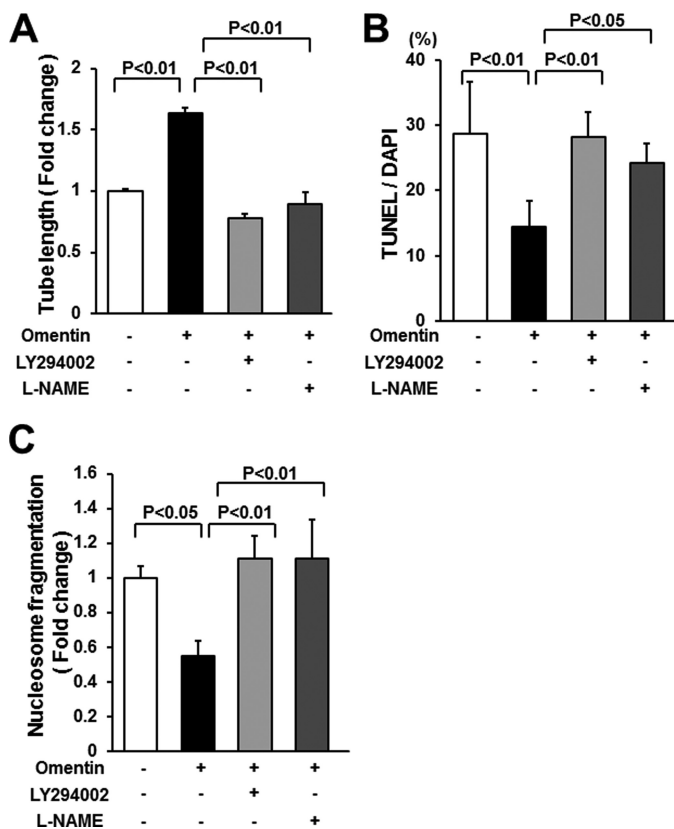 A
P<0.01
P<0.01
P<0.01
Tube length ( Fold change )
2
1.5
1
0.5
0
Omentin - + + +
LY294002 - - + -
L-NAME - - - +
B
(%)
P<0.05
P<0.01
P<0.01
TUNEL / DAPI
40
30
20
10
0
Omentin - + + +
LY294002 - - + -
L-NAME - - - +
C
P<0.01
P<0.05
P<0.01
Nucleosome fragmentation
( Fold change )
1.6
1.4
1.2
1
0.8
0.6
0.4
0.2
0
Omentin - + + +
LY294002 - - + -
L-NAME - - - +